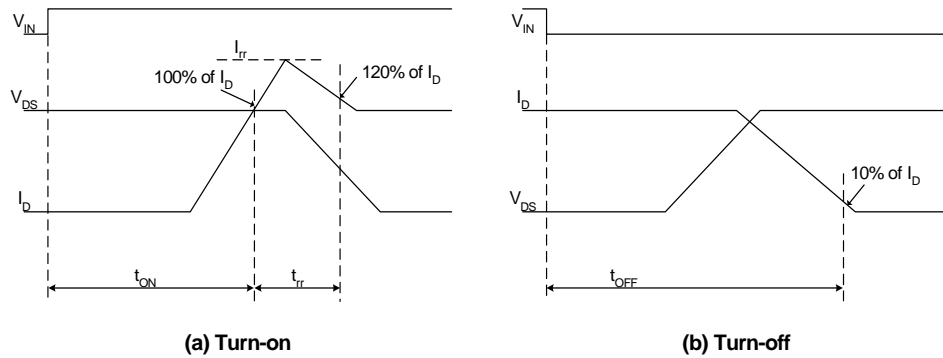 V_IN
I_rr
100% of I_D
120% of I_D
V_DS
I_D
t_ON
t_rr
(a) Turn-on
V_IN
I_D
10% of I_D
V_DS
t_OFF
(b) Turn-off